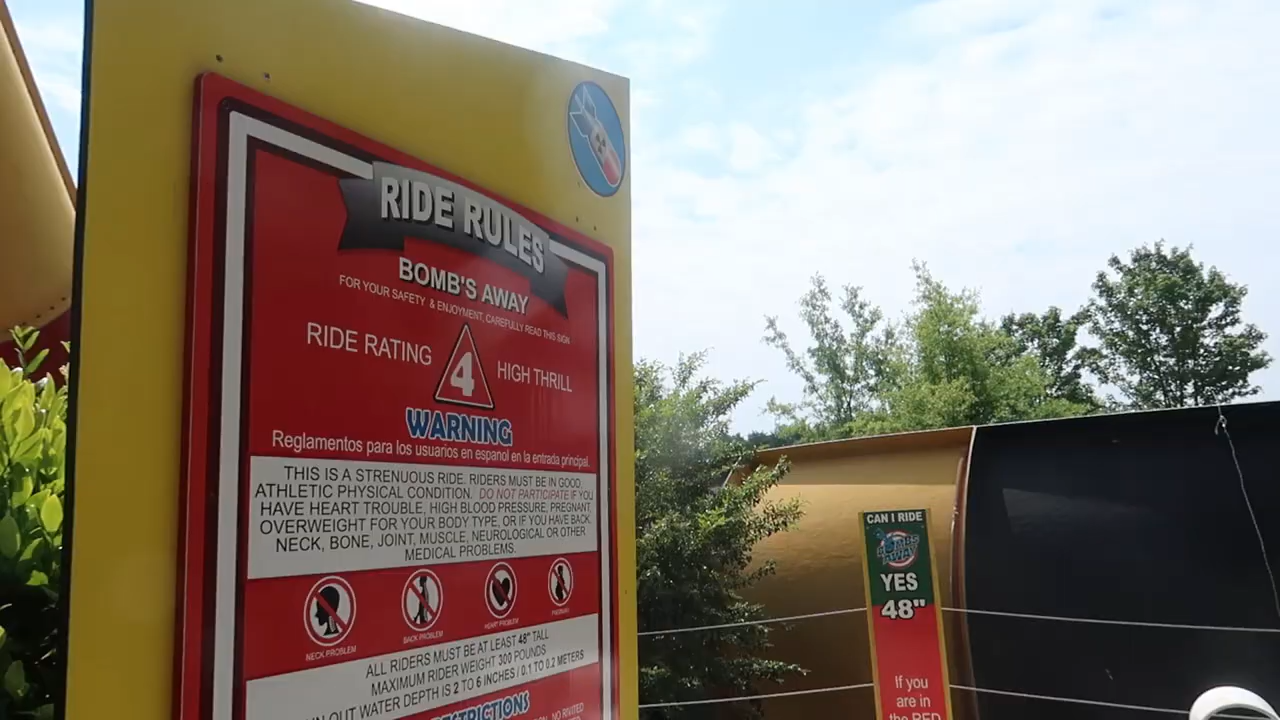 RIDE RULES
BOMB'S AWAY
FOR YOUR SAFETY & ENJOYMENT, CAREFULLY READ THIS SIGN
RIDE RATING 4 HIGH THRILL
WARNING
Reglamentos para los usuarios en espanol en la entrada principal.
THIS IS A STRENUOUS RIDE. RIDERS MUST BE IN GOOD
ATHLETIC PHYSICAL CONDITION. DO NOT PARTICIPATE IF YOU
HAVE HEART TROUBLE, HIGH BLOOD PRESSURE, PREGNANT,
OVERWEIGHT FOR YOUR BODY TYPE, OR IF YOU HAVE BACK,
NECK, BONE, JOINT, MUSCLE, NEUROLOGICAL OR OTHER
MEDICAL PROBLEMS.
NECK PROBLEM
BACK PROBLEM
HEART PROBLEM
ALL RIDERS MUST BE AT LEAST 48" TALL
MAXIMUM RIDER WEIGHT 300 POUNDS
OUT WATER DEPTH IS 2 TO 6 INCHES / 0.1 TO 0.2 METERS
CAN I RIDE
BOMBS
AWAY
YES
48"
If you
are in
the RED